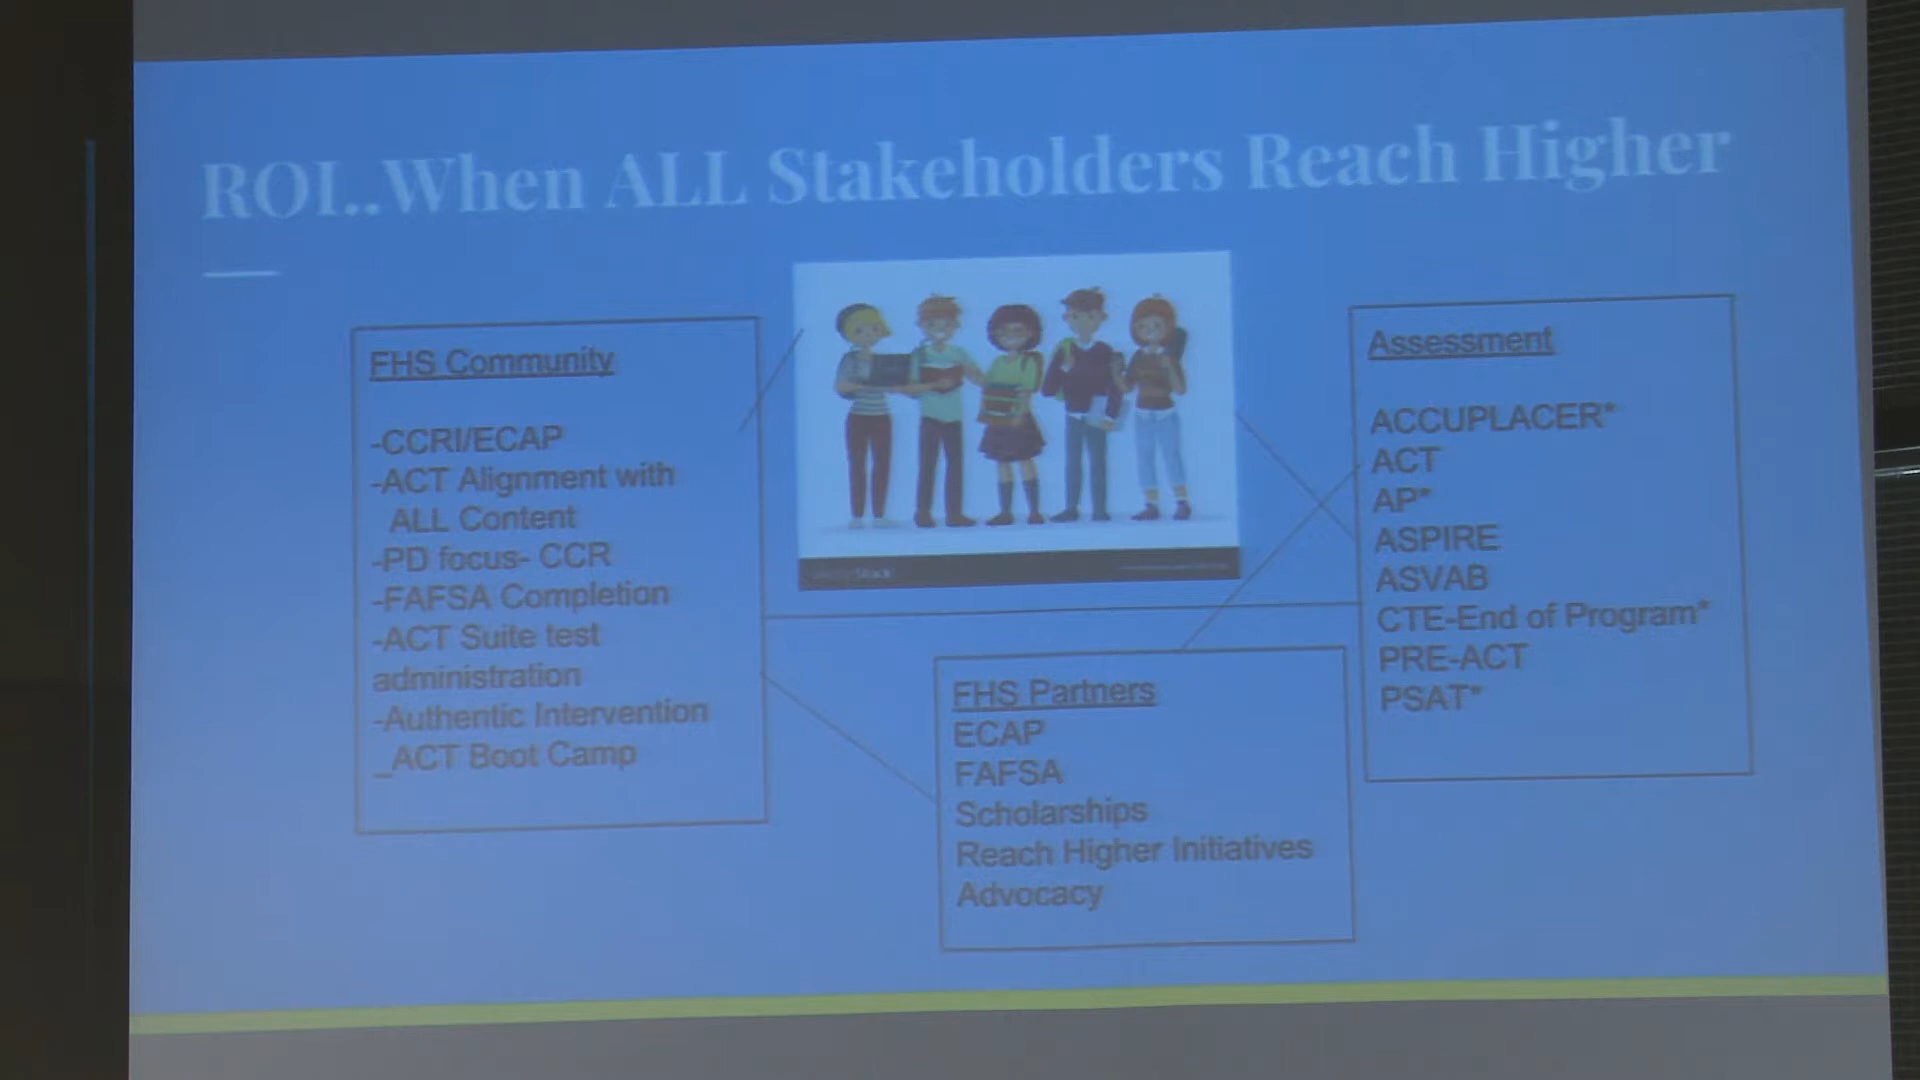 ROI..When ALL Stakeholders Reach Higher
FHS Community
-CCRI/ECAP
-ACT Alignment with
ALL Content
-PD focus- CCR
-FAFSA Completion
-ACT Suite test
administration
-Authentic Intervention
_ACT Boot Camp
FHS Partners
ECAP
FAFSA
Scholarships
Reach Higher Initiatives
Advocacy
Assessment
ACCUPLACER*
ACT
AP*
ASPIRE
ASVAB
CTE-End of Program*
PRE-ACT
PSAT*